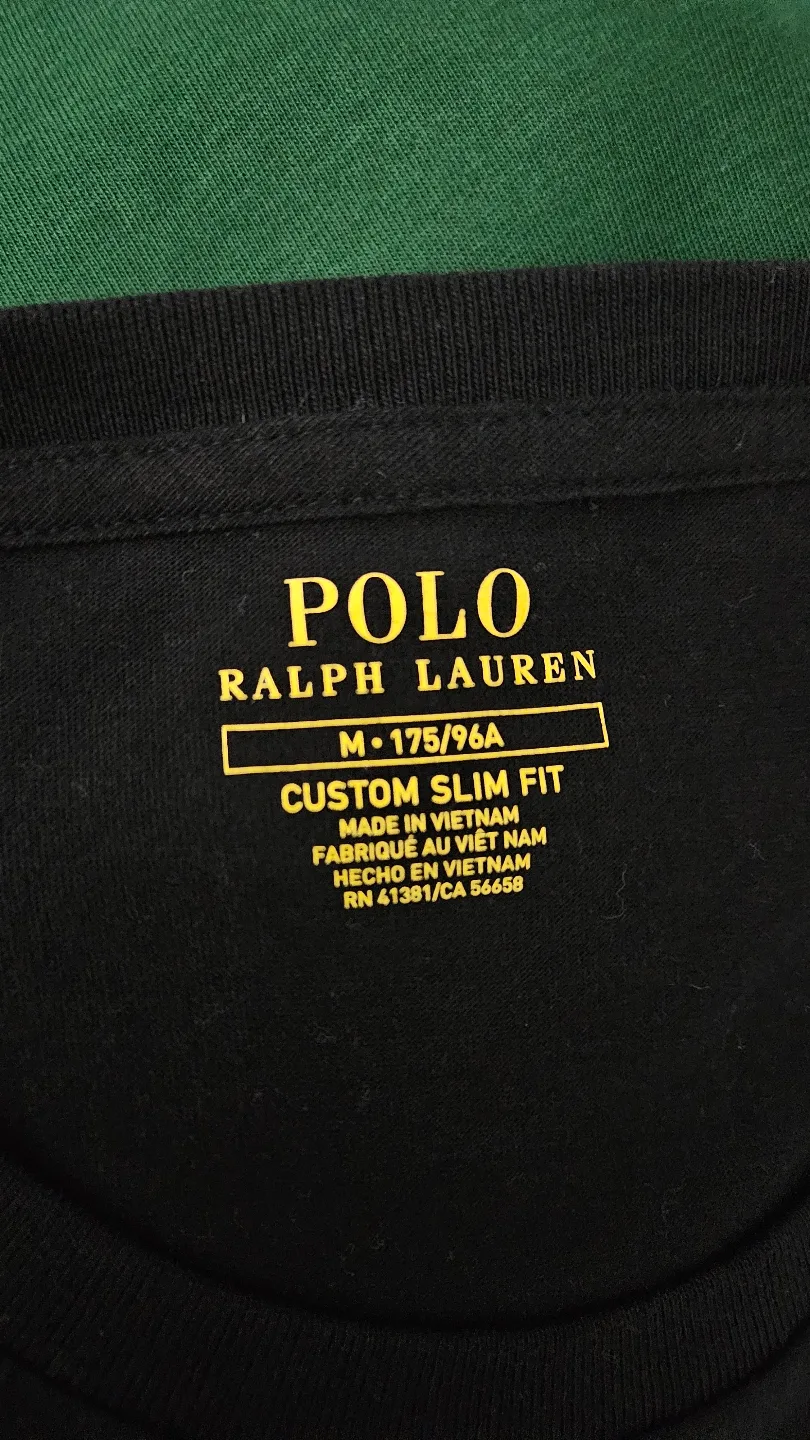 POLO
RALPH LAUREN
M • 175/96A
CUSTOM SLIM FIT
MADE IN VIETNAM
FABRIQUÉ AU VIÊT NAM
HECHO EN VIETNAM
RN 41381/CA 56658